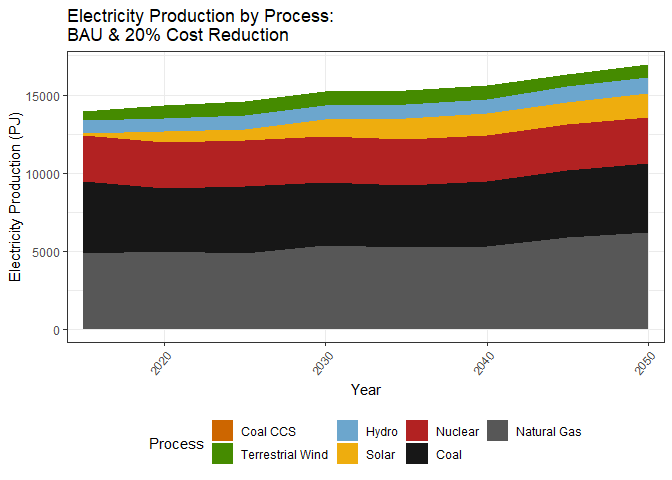 Electricity Production by Process:
BAU & 20% Cost Reduction
Electricity Production (PJ)
15000
10000
5000
0
2020
2030
2040
2050
Year
Process
Coal CCS
Hydro
Nuclear
Natural Gas
Terrestrial Wind
Solar
Coal